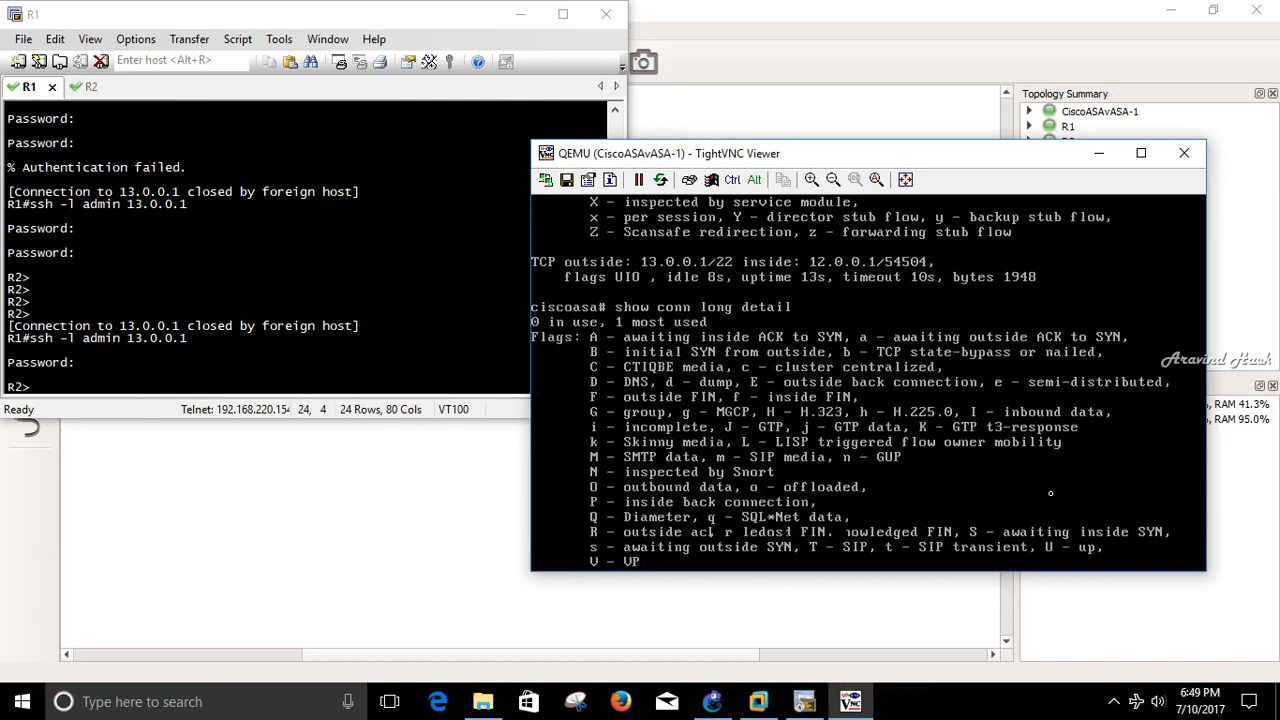 R1
File Edit View Options Transfer Script Tools Window Help
Enter host <Alt+R>
R1 R2
Password:
Password:
% Authentication failed.
[Connection to 13.0.0.1 closed by foreign host]
R1#ssh -l admin 13.0.0.1
Password:
Password:
R2>
R2>
R2>
R2>
[Connection to 13.0.0.1 closed by foreign host]
R1#ssh -l admin 13.0.0.1
Password:
R2>
Ready Telnet: 192.168.220.154 24, 4 24 Rows, 80 Cols VT100
Topology Summary
CiscoASAvASA-1
R1
QEMU (CiscoASAvASA-1) - TightVNC Viewer
Ctrl Alt
X - inspected by service module,
x - per session, Y - director stub flow, y - backup stub flow,
Z - Scansafe redirection, z - forwarding stub flow
TCP outside: 13.0.0.1/22 inside: 12.0.0.1/54504,
flags UIO , idle 8s, uptime 13s, timeout 10s, bytes 1948
ciscoasa# show conn long detail
0 in use, 1 most used
Flags: A - awaiting inside ACK to SYN, a - awaiting outside ACK to SYN,
B - initial SYN from outside, b - TCP state-bypass or nailed,
C - CTIQBE media, c - cluster centralized,
D - DNS, d - dump, E - outside back connection, e - semi-distributed,
F - outside FIN, f - inside FIN,
G - group, g - MGCP, H - H.323, h - H.225.0, I - inbound data,
i - incomplete, J - GTP, j - GTP data, K - GTP t3-response
k - Skinny media, L - LISP triggered flow owner mobility
M - SMTP data, m - SIP media, n - GUP
N - inspected by Snort
O - outbound data, o - offloaded,
P - inside back connection,
Q - Diameter, q - SQL*Net data,
R - outside FIN, S - awaiting inside SYN,
s - awaiting outside SYN, T - SIP, t - SIP transient, U - up,
V - VP
Aravind Hask
, RAM 41.3%
, RAM 95.0%
Type here to search
6:49 PM
7/10/2017